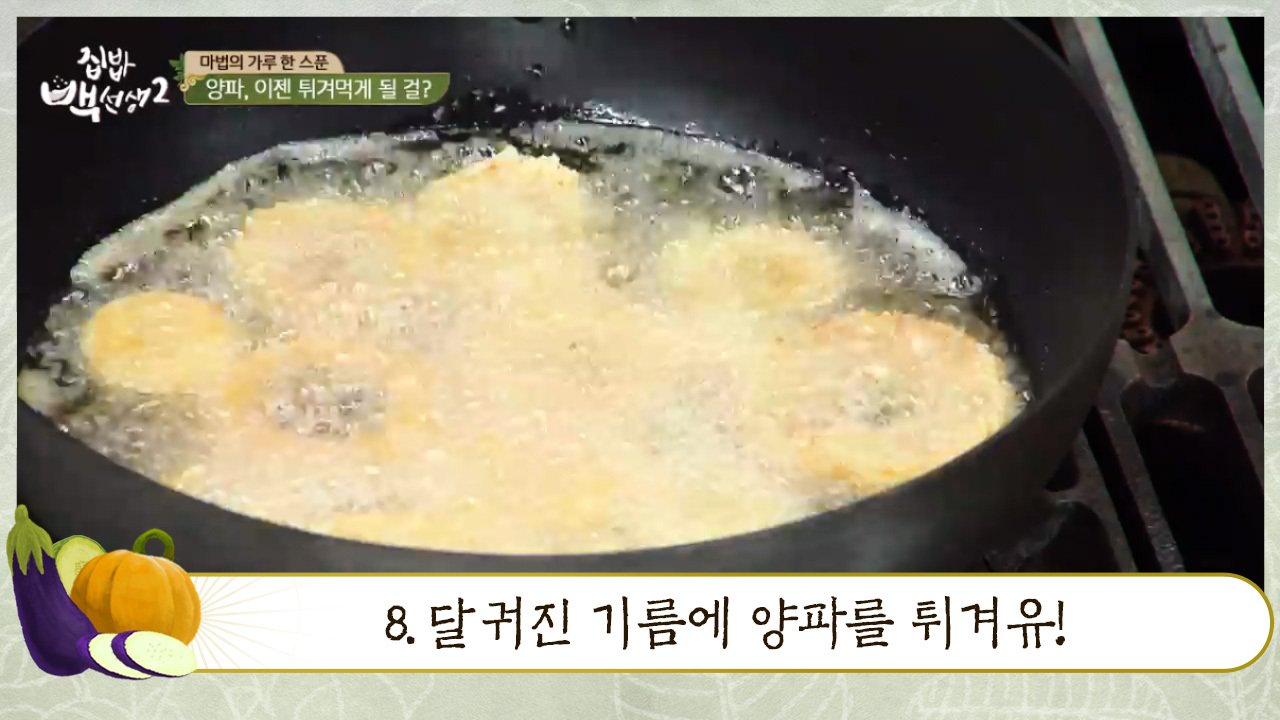 집밥
백선생2
마법의 가루 한 스푼
양파, 이젠 튀겨먹게 될 걸?
8. 달궈진 기름에 양파를 튀겨유!